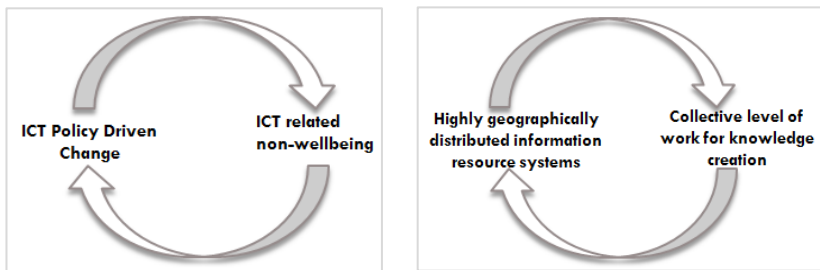 ICT Policy Driven
Change
ICT related
non-wellbeing
Highly geographically
distributed information
resource systems
Collective level of
work for knowledge
creation